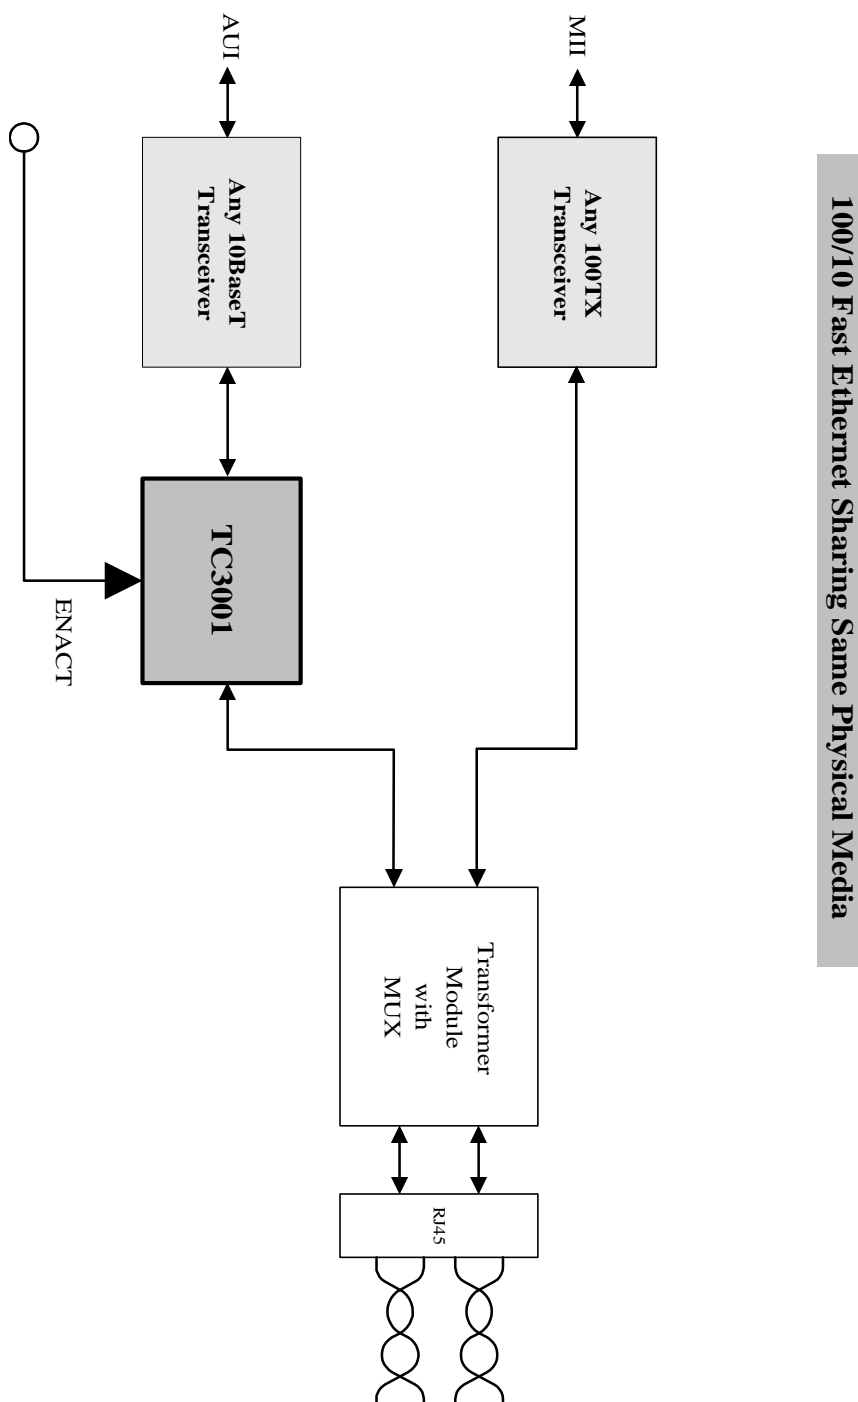 100/10 Fast Ethernet Sharing Same Physical Media
MII
Any 100TX
Transceiver
AUI
Any 10BaseT
Transceiver
TC3001
ENACT
Transformer
Module
with
MUX
RJ45